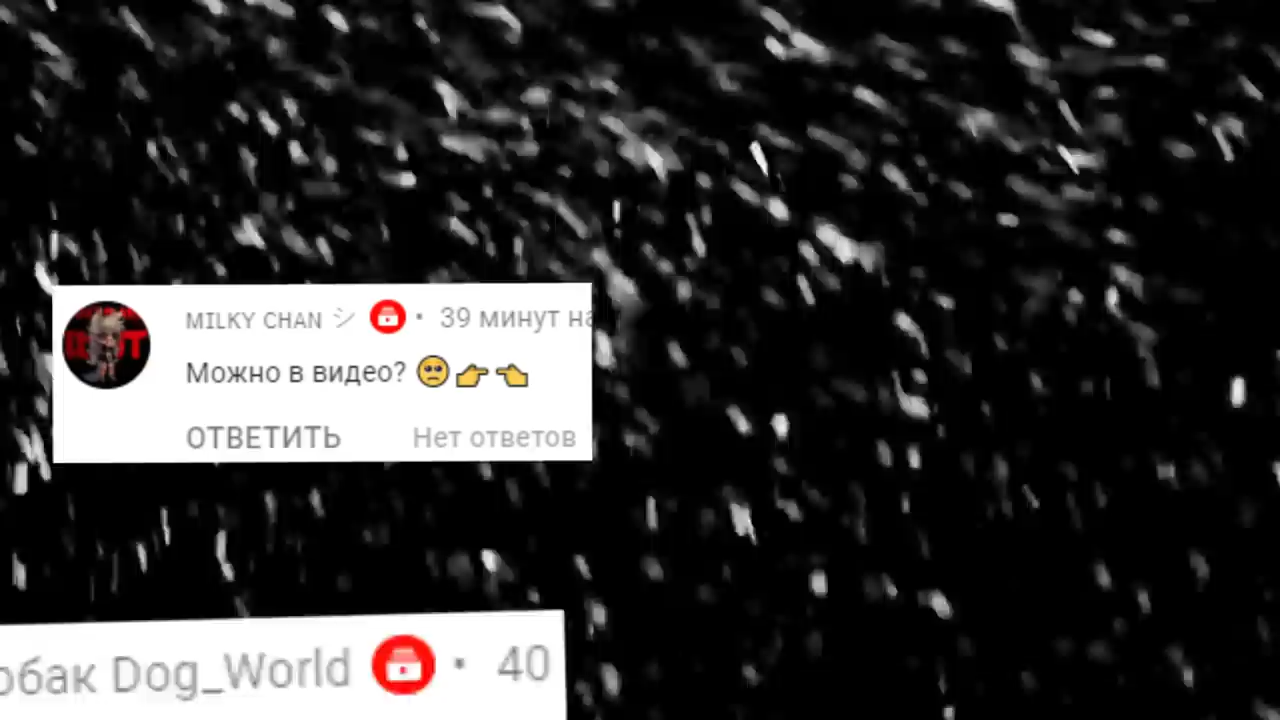 MILKY CHAN シ • 39 минут на
Можно в видео? 🥺👉👈
ОТВЕТИТЬ Нет ответов
обак Dog_World • 40